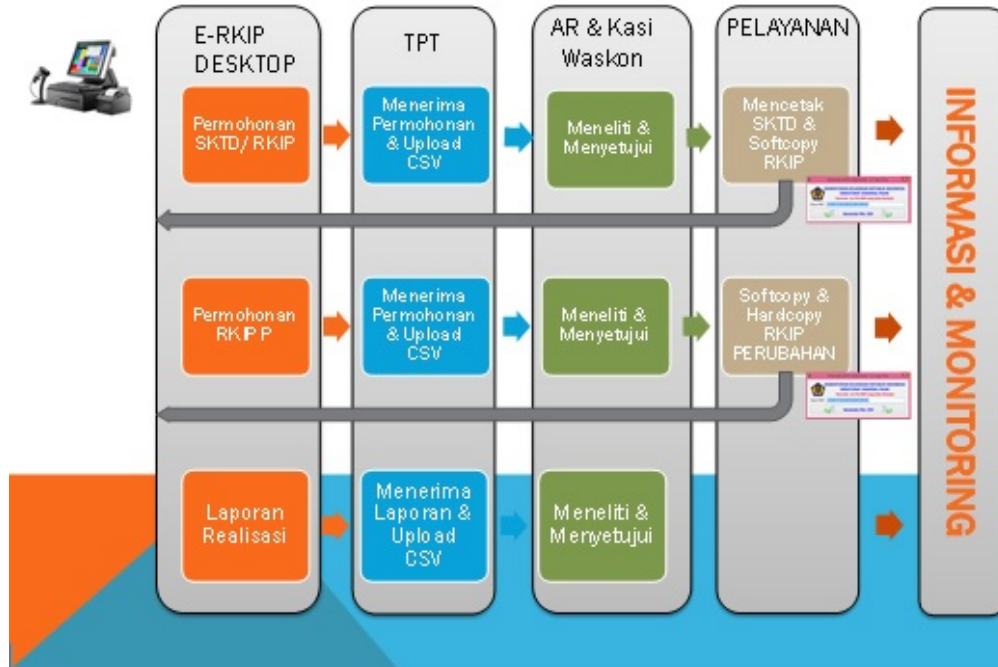 E-RKIP
DESKTOP
TPT
AR & Kasi
Waskon
PELAYANAN
Permohonan
SKTD/ RKIP
Menerima
Permohonan
& Upload
CSV
Meneliti &
Menyetujui
Mencetak
SKTD &
Softcopy
RKIP
Permohonan
RKIP P
Menerima
Permohonan
& Upload
CSV
Meneliti &
Menyetujui
Softcopy &
Hardcopy
RKIP
PERUBAHAN
Laporan
Realisasi
Menerima
Laporan &
Upload
CSV
Meneliti &
Menyetujui
INFORMASI & MONITORING